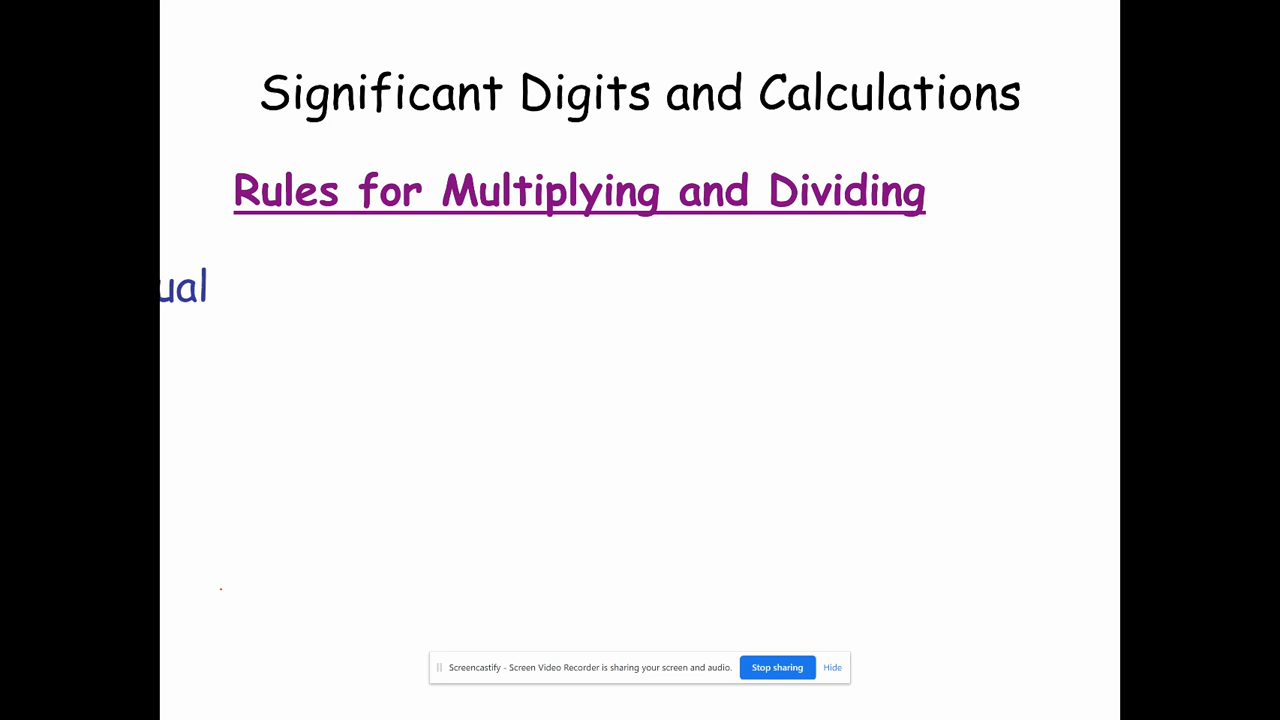 Significant Digits and Calculations
Rules for Multiplying and Dividing
ual
Screencastify - Screen Video Recorder is sharing your screen and audio. Stop sharing Hide